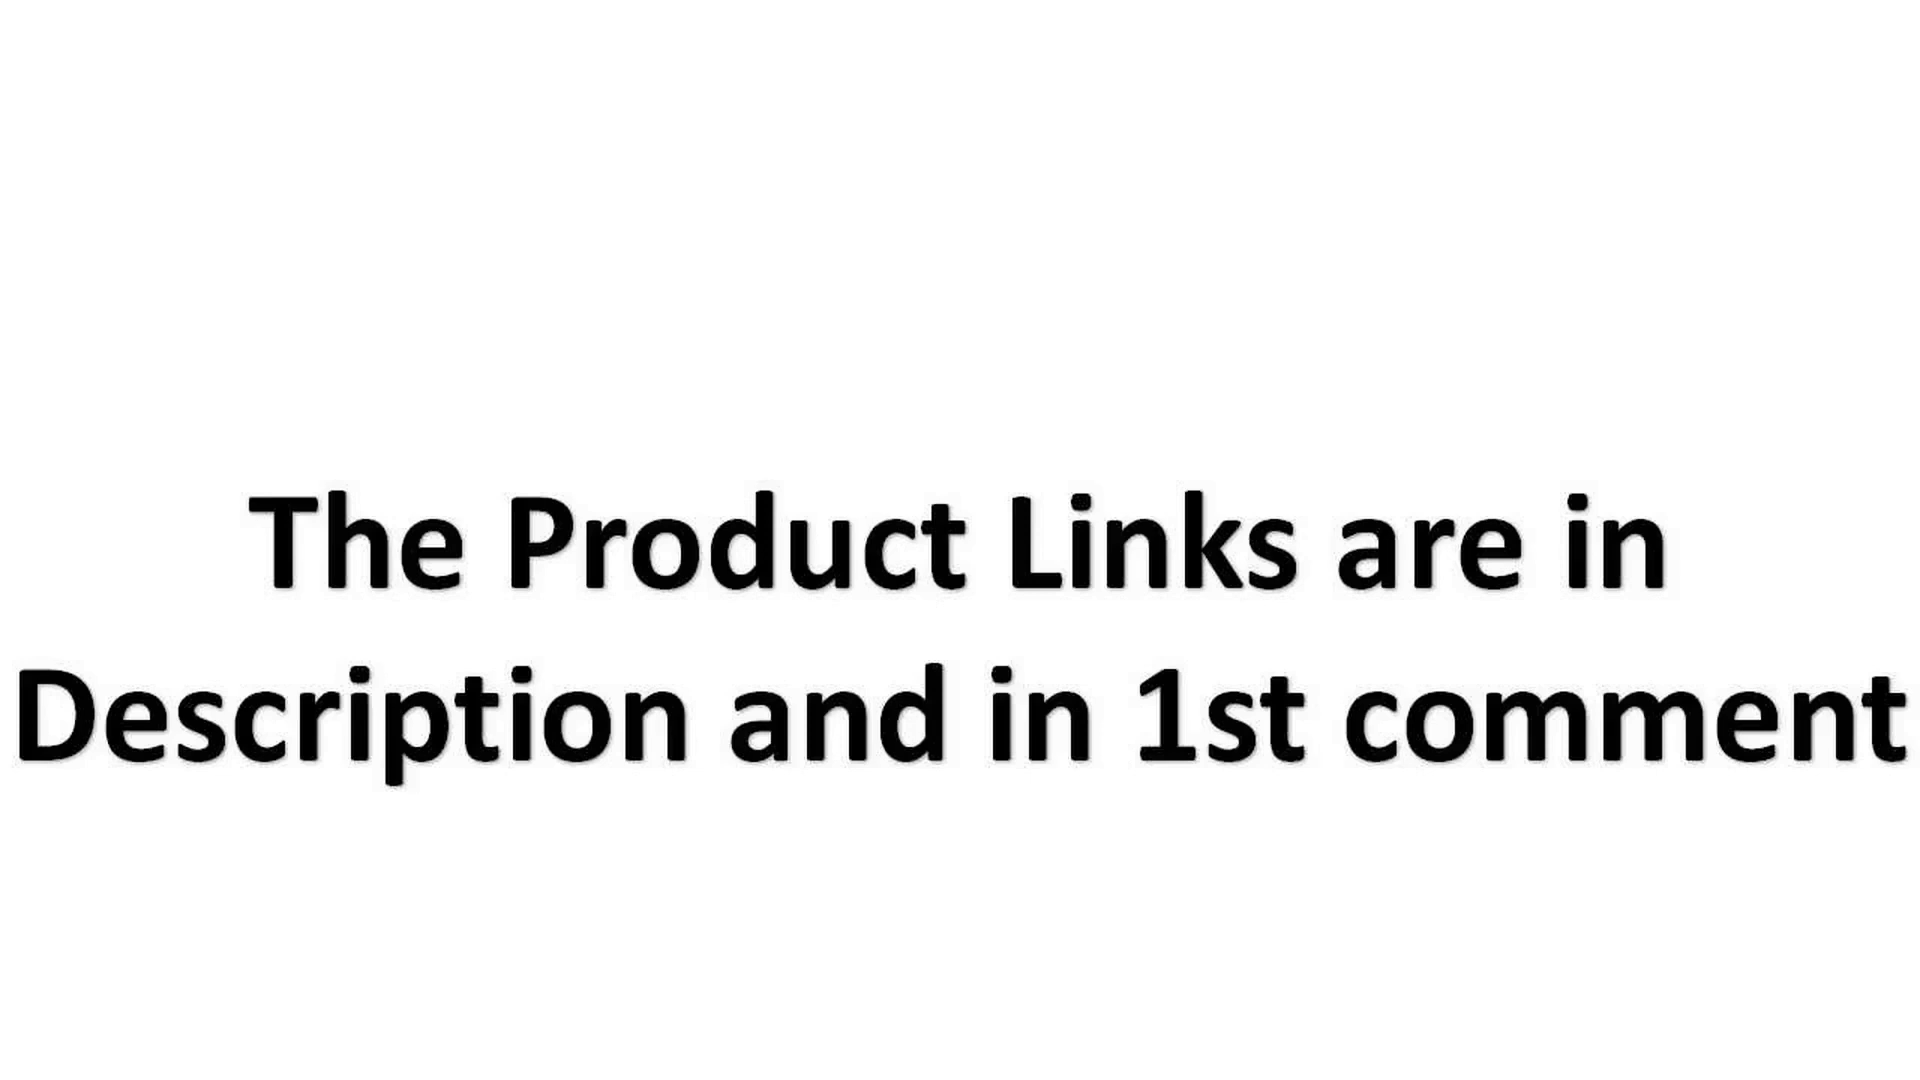 The Product Links are in
Description and in 1st comment